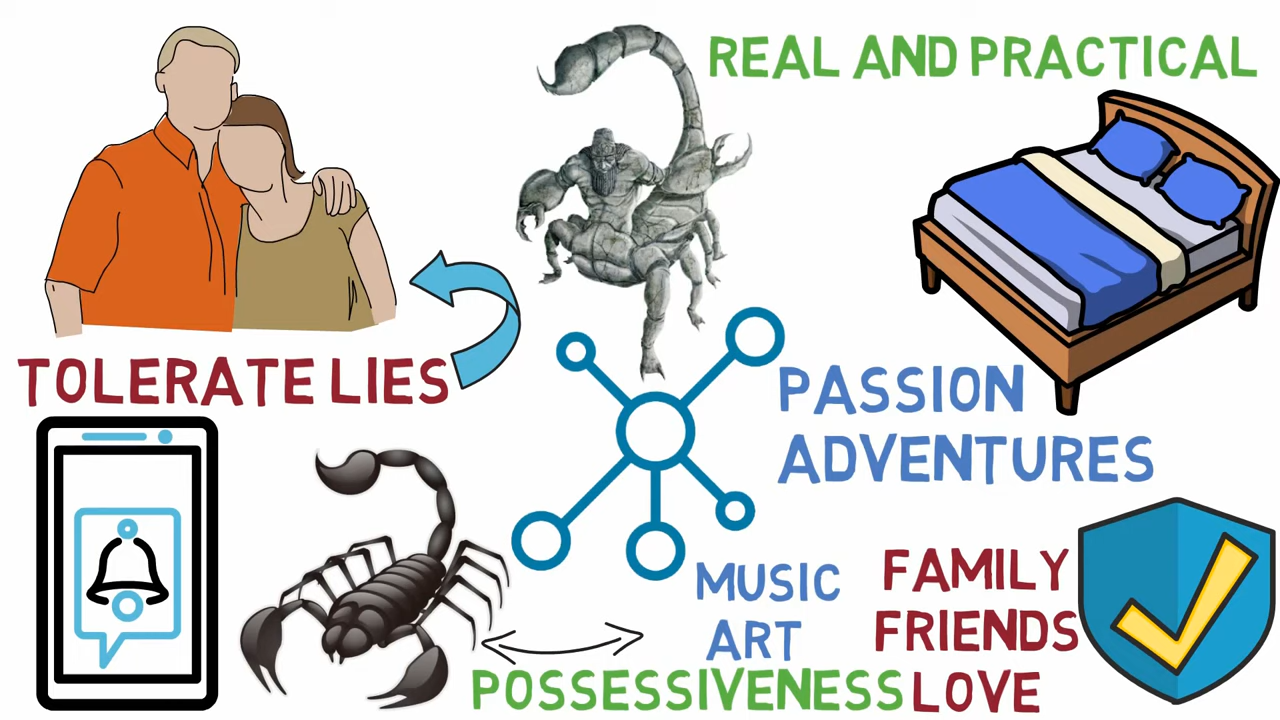 REAL AND PRACTICAL
TOLERATE LIES
PASSION
ADVENTURES
MUSIC
ART
FAMILY
FRIENDS
POSSESSIVENESS
LOVE